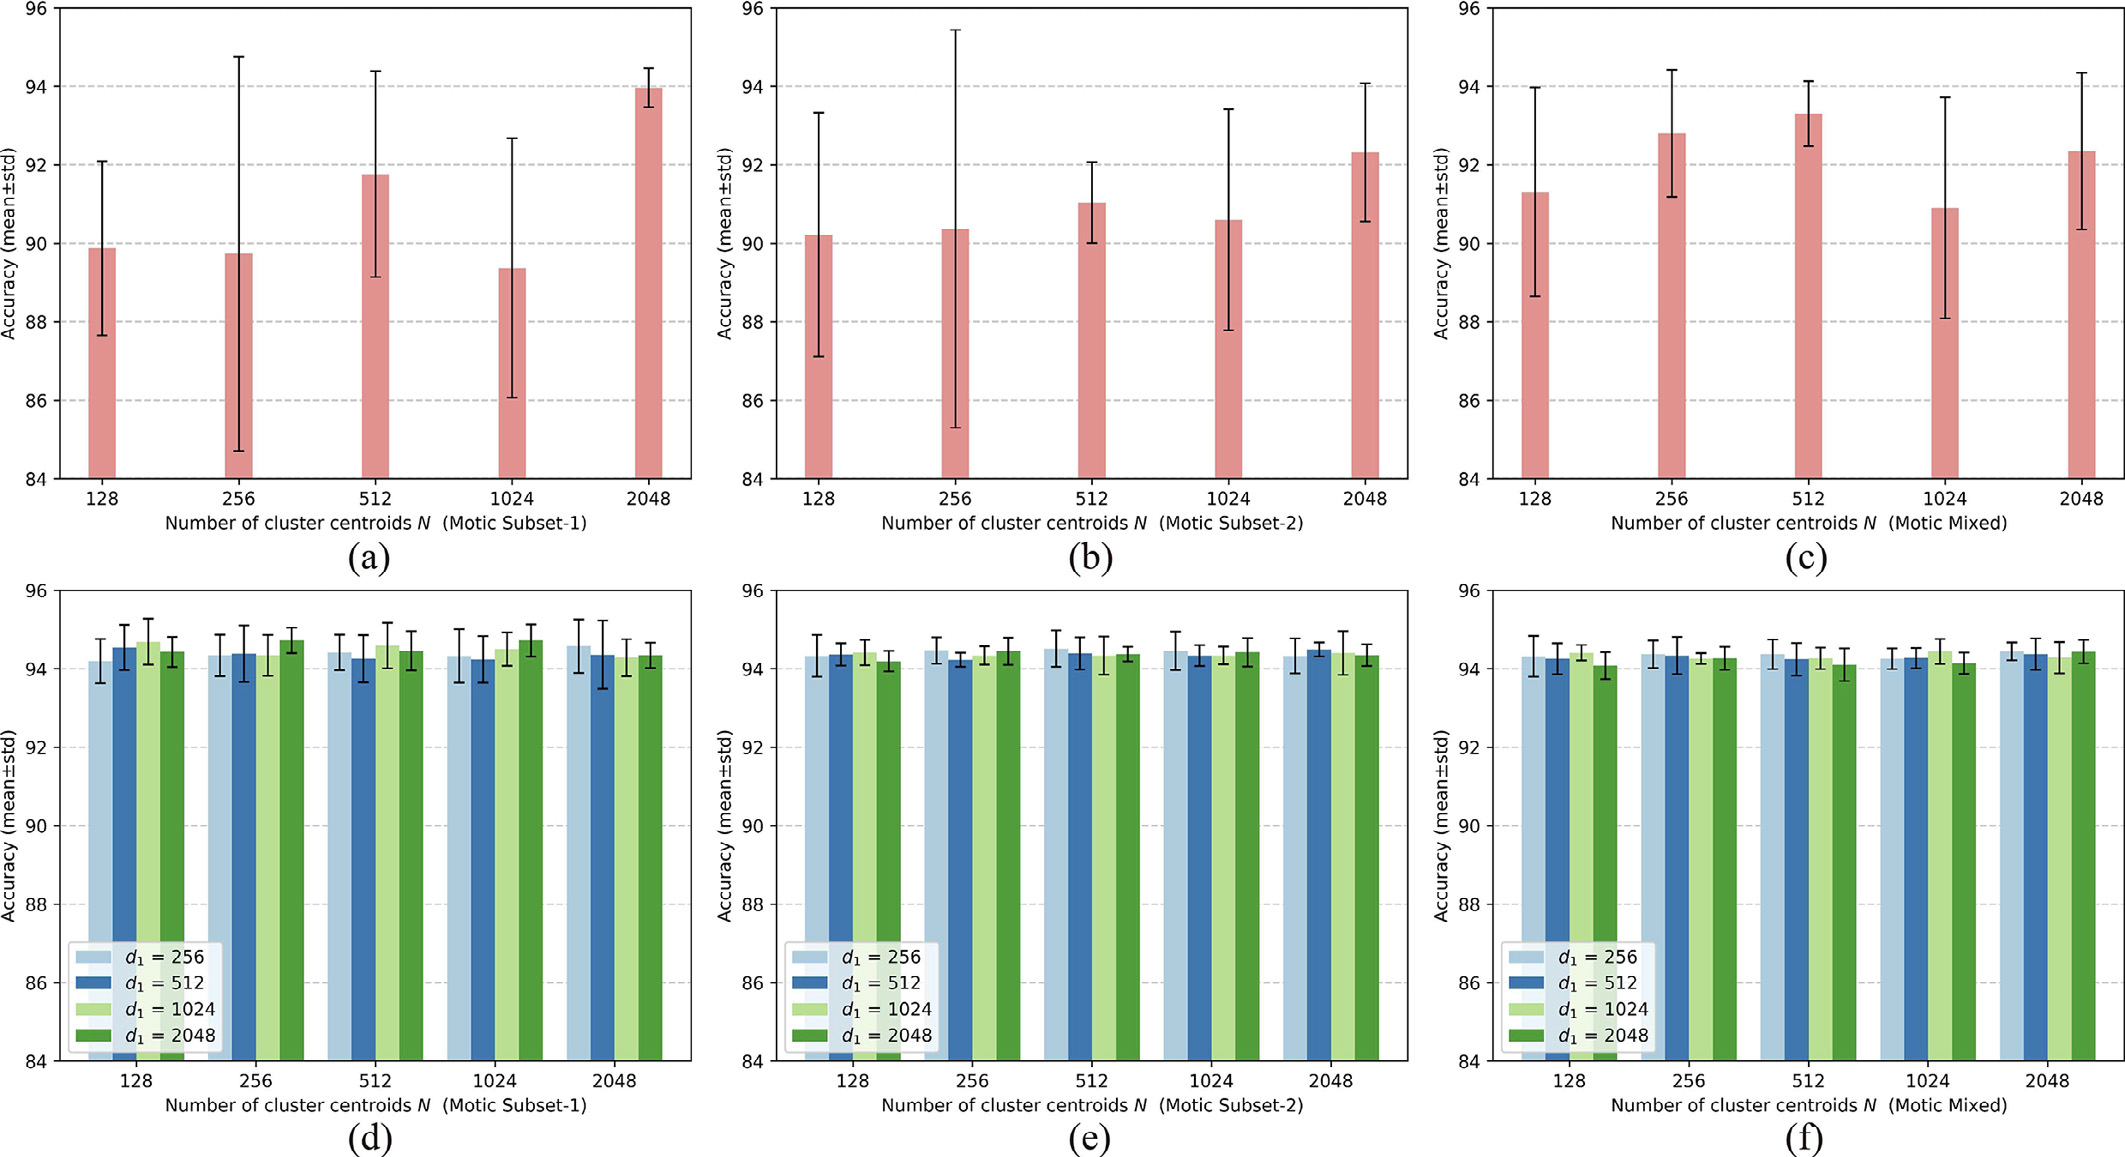 96
94
92
90
88
86
84
Accuracy (mean±std)
128 256 512 1024 2048
Number of cluster centroids N (Motic Subset-1)
(a)
96
94
92
90
88
86
84
Accuracy (mean±std)
128 256 512 1024 2048
Number of cluster centroids N (Motic Subset-2)
(b)
96
94
92
90
88
86
84
Accuracy (mean±std)
128 256 512 1024 2048
Number of cluster centroids N (Motic Mixed)
(c)
96
94
92
90
88
86
84
Accuracy (mean±std)
d₁ = 256
d₁ = 512
d₁ = 1024
d₁ = 2048
128 256 512 1024 2048
Number of cluster centroids N (Motic Subset-1)
(d)
96
94
92
90
88
86
84
Accuracy (mean±std)
d₁ = 256
d₁ = 512
d₁ = 1024
d₁ = 2048
128 256 512 1024 2048
Number of cluster centroids N (Motic Subset-2)
(e)
96
94
92
90
88
86
84
Accuracy (mean±std)
d₁ = 256
d₁ = 512
d₁ = 1024
d₁ = 2048
128 256 512 1024 2048
Number of cluster centroids N (Motic Mixed)
(f)